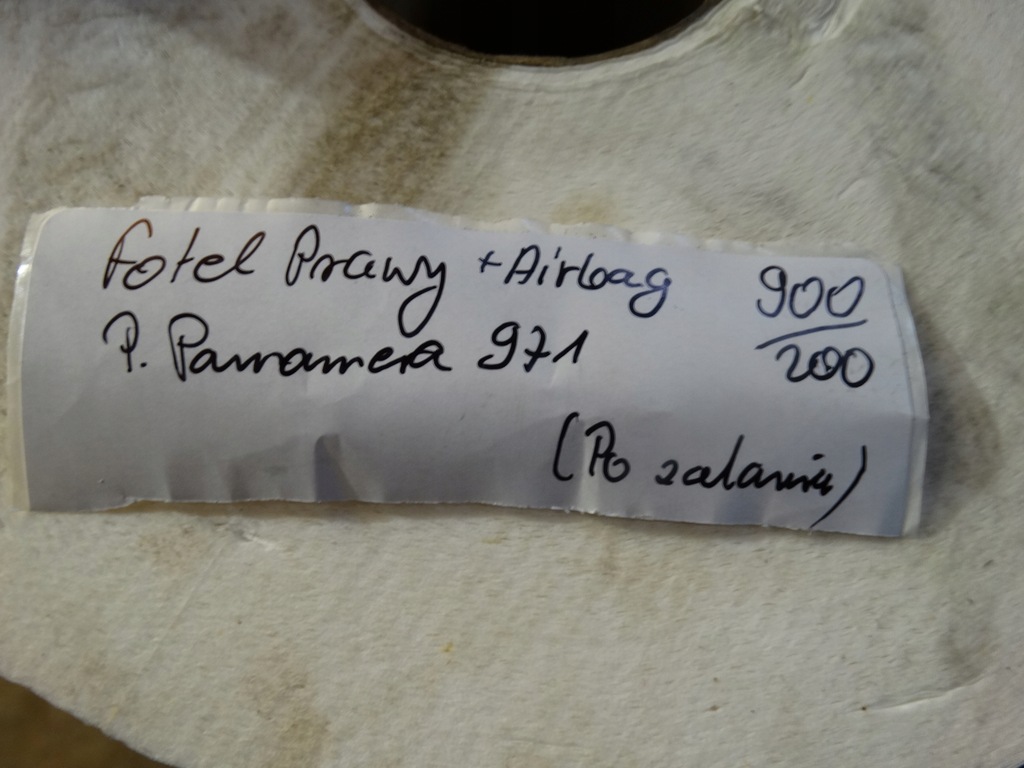 Fotel Prawy + Airbag 900
P. Panamera 971 200
(Po zalaniu)